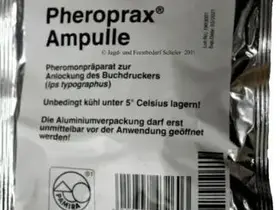 Pheroprax®
Ampulle
© Jagd- und Forstbedarf Schüler 2001
Pheromonpräparat zur
Anlockung des Buchdruckers
(Ips typographus)
Unbedingt kühl unter 5° Celsius lagern!
Die Aluminiumverpackung darf erst
unmittelbar vor der Anwendung geöffnet
werden!